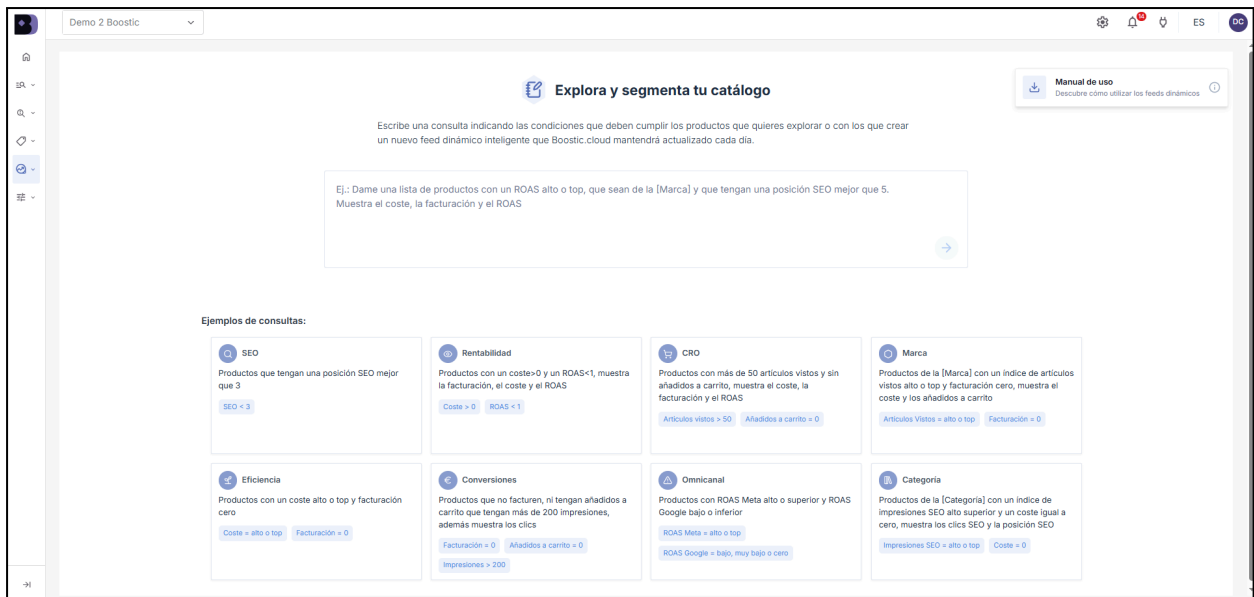 Demo 2 Boostic
14
ES
DC
Explora y segmenta tu catálogo
Manual de uso
Descubre cómo utilizar los feeds dinámicos
Escribe una consulta indicando las condiciones que deben cumplir los productos que quieres explorar o con los que crear
un nuevo feed dinámico inteligente que Boostic.cloud mantendrá actualizado cada día.
Ej.: Dame una lista de productos con un ROAS alto o top, que sean de la [Marca] y que tengan una posición SEO mejor que 5.
Muestra el coste, la facturación y el ROAS
Ejemplos de consultas:
SEO
Productos que tengan una posición SEO mejor
que 3
SEO < 3
Rentabilidad
Productos con un coste>0 y un ROAS<1, muestra
la facturación, el coste y el ROAS
Coste > 0 ROAS < 1
CRO
Productos con más de 50 artículos vistos y sin
añadidos a carrito, muestra el coste, la
facturación y el ROAS
Artículos vistos > 50 Añadidos a carrito = 0
Marca
Productos de la [Marca] con un índice de artículos
vistos alto o top y facturación cero, muestra el
coste y los añadidos a carrito
Artículos Vistos = alto o top Facturación = 0
Eficiencia
Productos con un coste alto o top y facturación
cero
Coste = alto o top Facturación = 0
Conversiones
Productos que no facturen, ni tengan añadidos a
carrito que tengan más de 200 impresiones,
además muestra los clics
Facturación = 0 Añadidos a carrito = 0
Impresiones > 200
Omnicanal
Productos con ROAS Meta alto o superior y ROAS
Google bajo o inferior
ROAS Meta = alto o top
ROAS Google = bajo, muy bajo o cero
Categoría
Productos de la [Categoría] con un índice de
impresiones SEO alto superior y un coste igual a
cero, muestra los clics SEO y la posición SEO
Impresiones SEO = alto o top Coste = 0